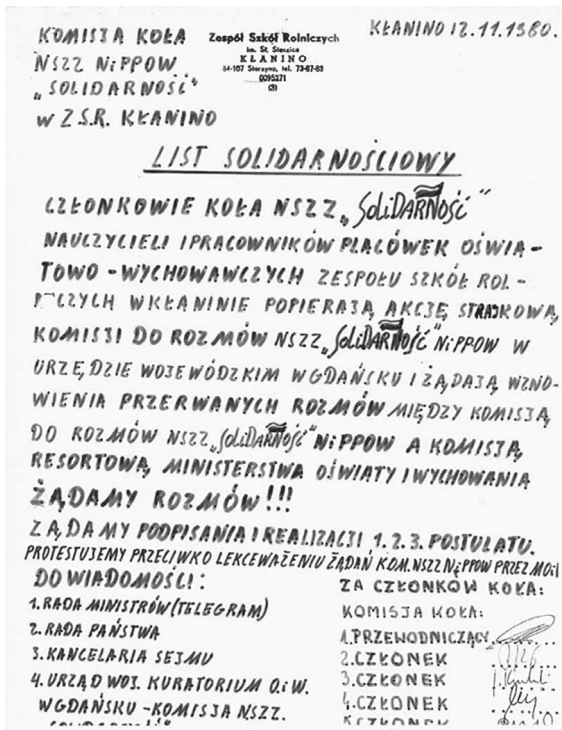 KŁANINO 12.11.1980.
KOMISJA KOŁA
NSZZ NiPPOW
„SOLIDARNOŚĆ"
W Z.S.R. KŁANINO
Zespół Szkół Rolniczych
im. St. Staszica
KŁANINO
84-107 Starzyno, tel. 73-87-83
0095271
(3)
LIST SOLIDARNOŚCIOWY
CZŁONKOWIE KOŁA NSZZ „SOLIDARNOŚĆ"
NAUCZYCIELI I PRACOWNIKÓW PLACÓWEK OŚWIA-
TOWO-WYCHOWAWCZYCH ZESPOŁU SZKÓŁ ROL-
NICZYCH W KŁANINIE POPIERAJĄ AKCJĘ STRAJKOWĄ,
KOMISJI DO ROZMÓW NSZZ „SOLIDARNOŚĆ" NiPPOW W
URZĘDZIE WOJEWÓDZKIM W GDAŃSKU I ŻĄDAJĄ WZNO-
WIENIA PRZERWANYCH ROZMÓW MIĘDZY KOMISJĄ
DO ROZMÓW NSZZ „SOLIDARNOŚĆ" NiPPOW A KOMISJĄ
RESORTOWĄ, MINISTERSTWA OŚWIATY I WYCHOWANIA
ŻĄDAMY ROZMÓW!!!
ŻĄDAMY PODPISANIA I REALIZACJI 1.2.3. POSTULATU.
PROTESTUJEMY PRZECIWKO LEKCEWAŻENIU ŻĄDAŃ KOM. NSZZ NiPPOW PRZEZ MOiW
DO WIADOMOŚCI:
1. RADA MINISTRÓW (TELEGRAM)
2. RADA PAŃSTWA
3. KANCELARIA SEJMU
4. URZĄD WOJ. KURATORIUM O.i W.
W GDAŃSKU - KOMISJA NSZZ.
„SOLIDARNOŚĆ"
ZA CZŁONKÓW KOŁA:
KOMISJA KOŁA:
1. PRZEWODNICZĄCY
2. CZŁONEK
3. CZŁONEK
4. CZŁONEK
5. CZŁONEK